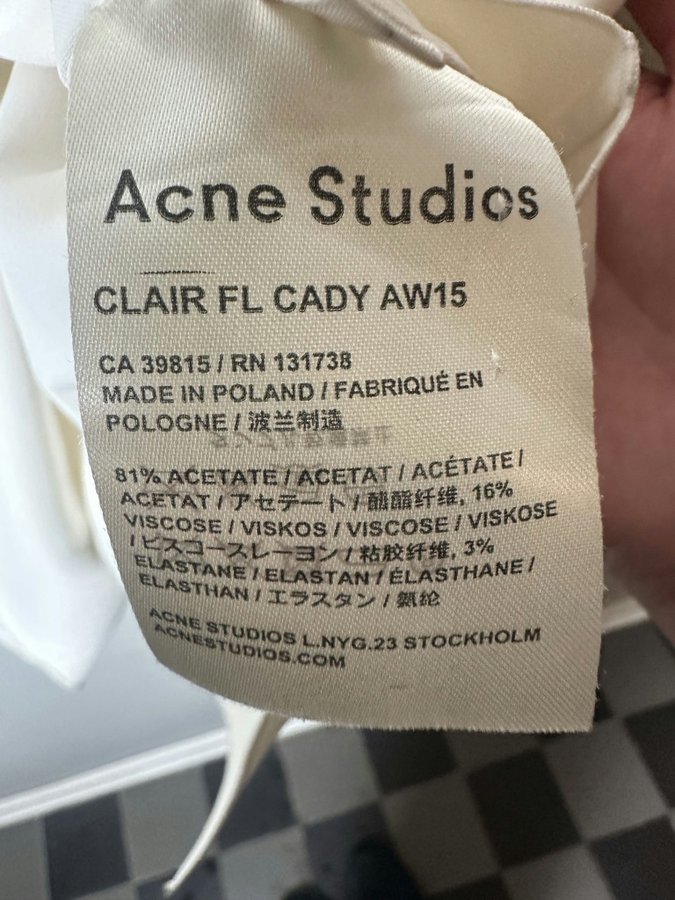 Acne Studios
CLAIR FL CADY AW15
CA 39815 / RN 131738
MADE IN POLAND / FABRIQUÉ EN
POLOGNE / 波兰制造
81% ACETATE / ACETAT / ACÉTATE /
ACETAT / アセテート / 醋酯纤维, 16%
VISCOSE / VISKOS / VISCOSE / VISKOSE
/ ビスコースレーヨン / 粘胶纤维, 3%
ELASTANE / ELASTAN / ÉLASTHANE /
ELASTHAN / エラスタン / 氨纶
ACNE STUDIOS L.NYG.23 STOCKHOLM
ACNESTUDIOS.COM